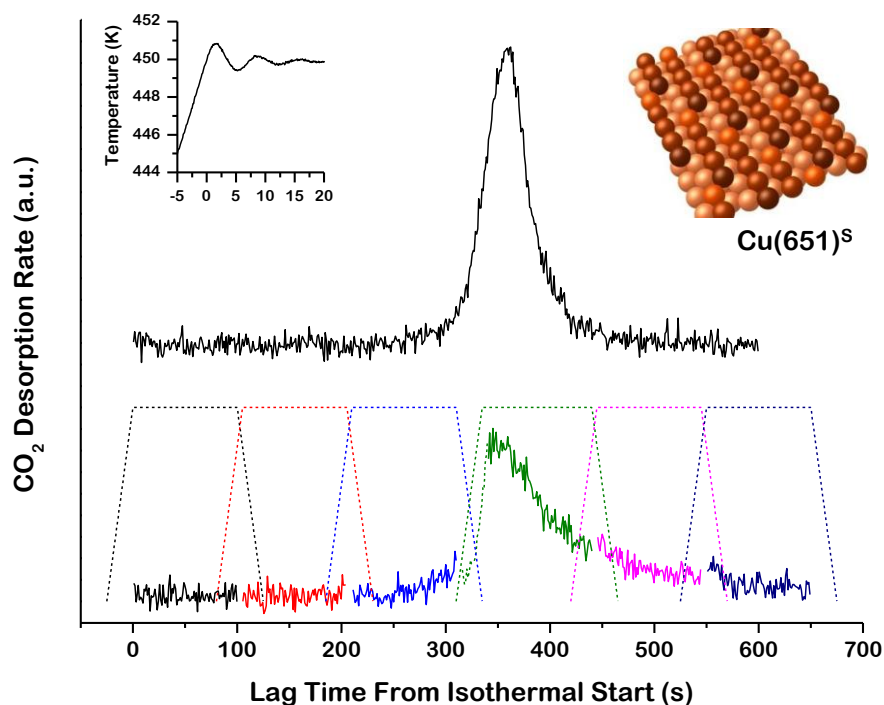 452
450
448
446
444
Temperature (K)
-5 0 5 10 15 20
Cu(651)ˢ
CO₂ Desorption Rate (a.u.)
0 100 200 300 400 500 600 700
Lag Time From Isothermal Start (s)